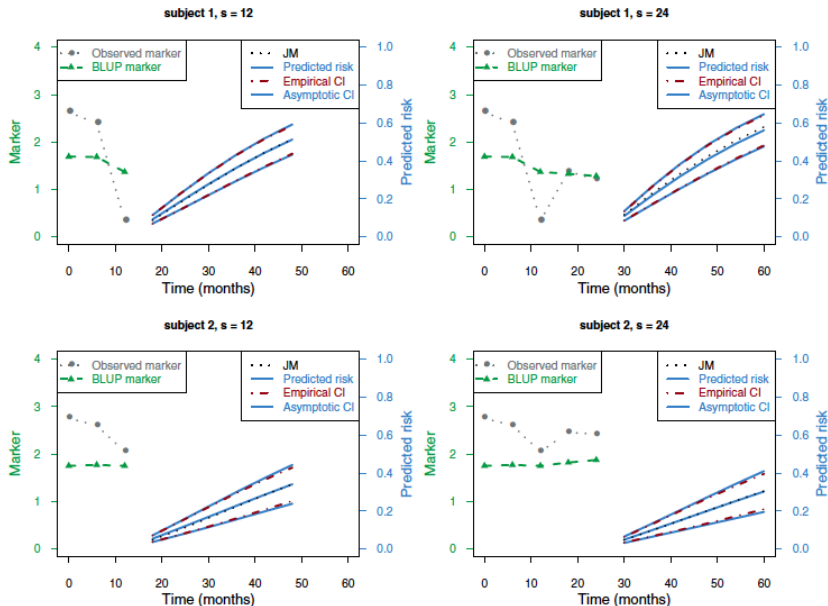 subject 1, s = 12
4
3
2
1
0
Marker
Observed marker
BLUP marker
JM
Predicted risk
Empirical CI
Asymptotic CI
1.0
0.8
0.6
0.4
0.2
0.0
Predicted risk
0 10 20 30 40 50 60
Time (months)
subject 1, s = 24
4
3
2
1
0
Marker
Observed marker
BLUP marker
JM
Predicted risk
Empirical CI
Asymptotic CI
1.0
0.8
0.6
0.4
0.2
0.0
Predicted risk
0 10 20 30 40 50 60
Time (months)
subject 2, s = 12
4
3
2
1
0
Marker
Observed marker
BLUP marker
JM
Predicted risk
Empirical CI
Asymptotic CI
1.0
0.8
0.6
0.4
0.2
0.0
Predicted risk
0 10 20 30 40 50 60
Time (months)
subject 2, s = 24
4
3
2
1
0
Marker
Observed marker
BLUP marker
JM
Predicted risk
Empirical CI
Asymptotic CI
1.0
0.8
0.6
0.4
0.2
0.0
Predicted risk
0 10 20 30 40 50 60
Time (months)